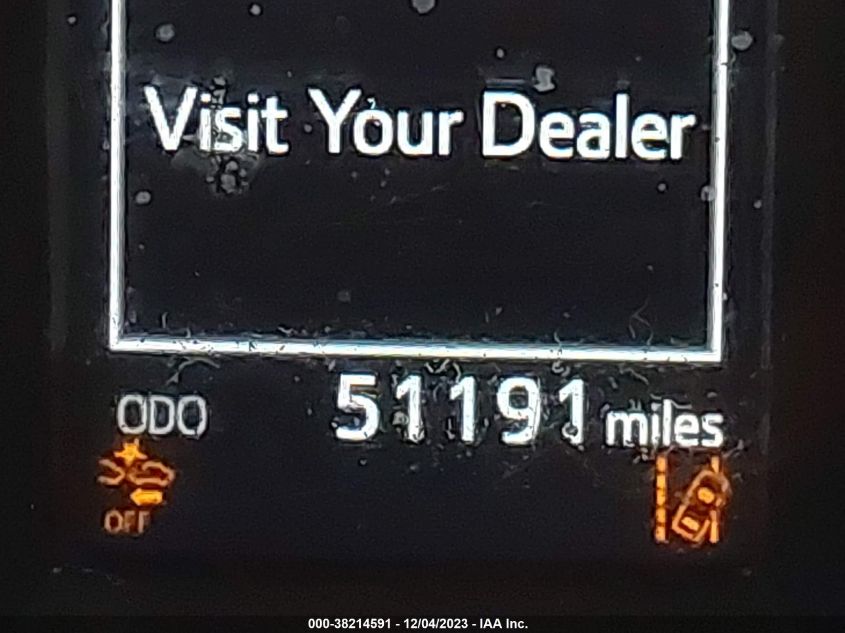 Visit Your Dealer
ODO 51191 miles
OFF
000-38214591 - 12/04/2023 - IAA Inc.